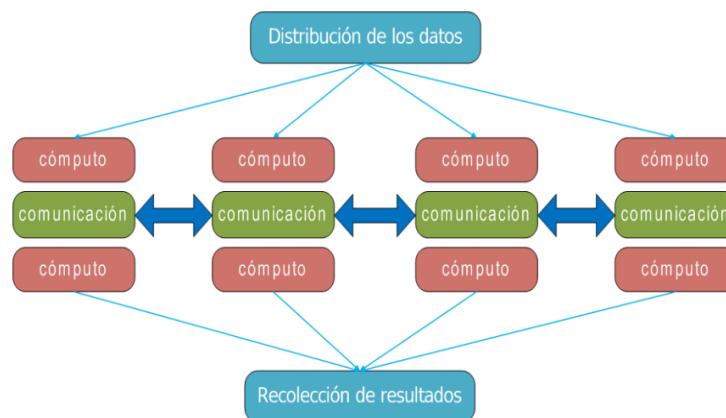 Distribución de los datos
cómputo cómputo cómputo cómputo
comunicación comunicación comunicación comunicación
cómputo cómputo cómputo cómputo
Recolección de resultados